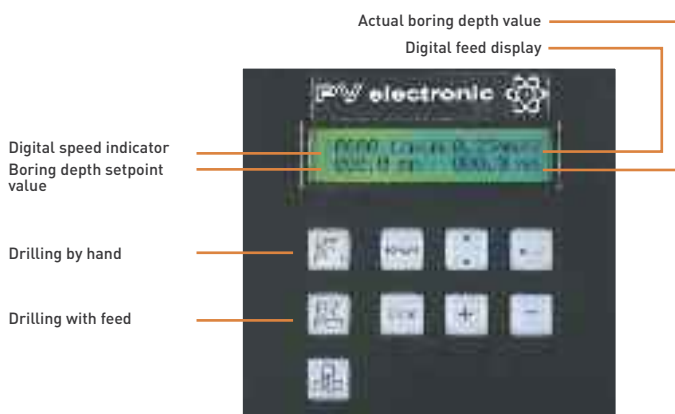 Actual boring depth value
Digital feed display
PV electronic
Digital speed indicator
Boring depth setpoint
value
Drilling by hand
Drilling with feed
+
-